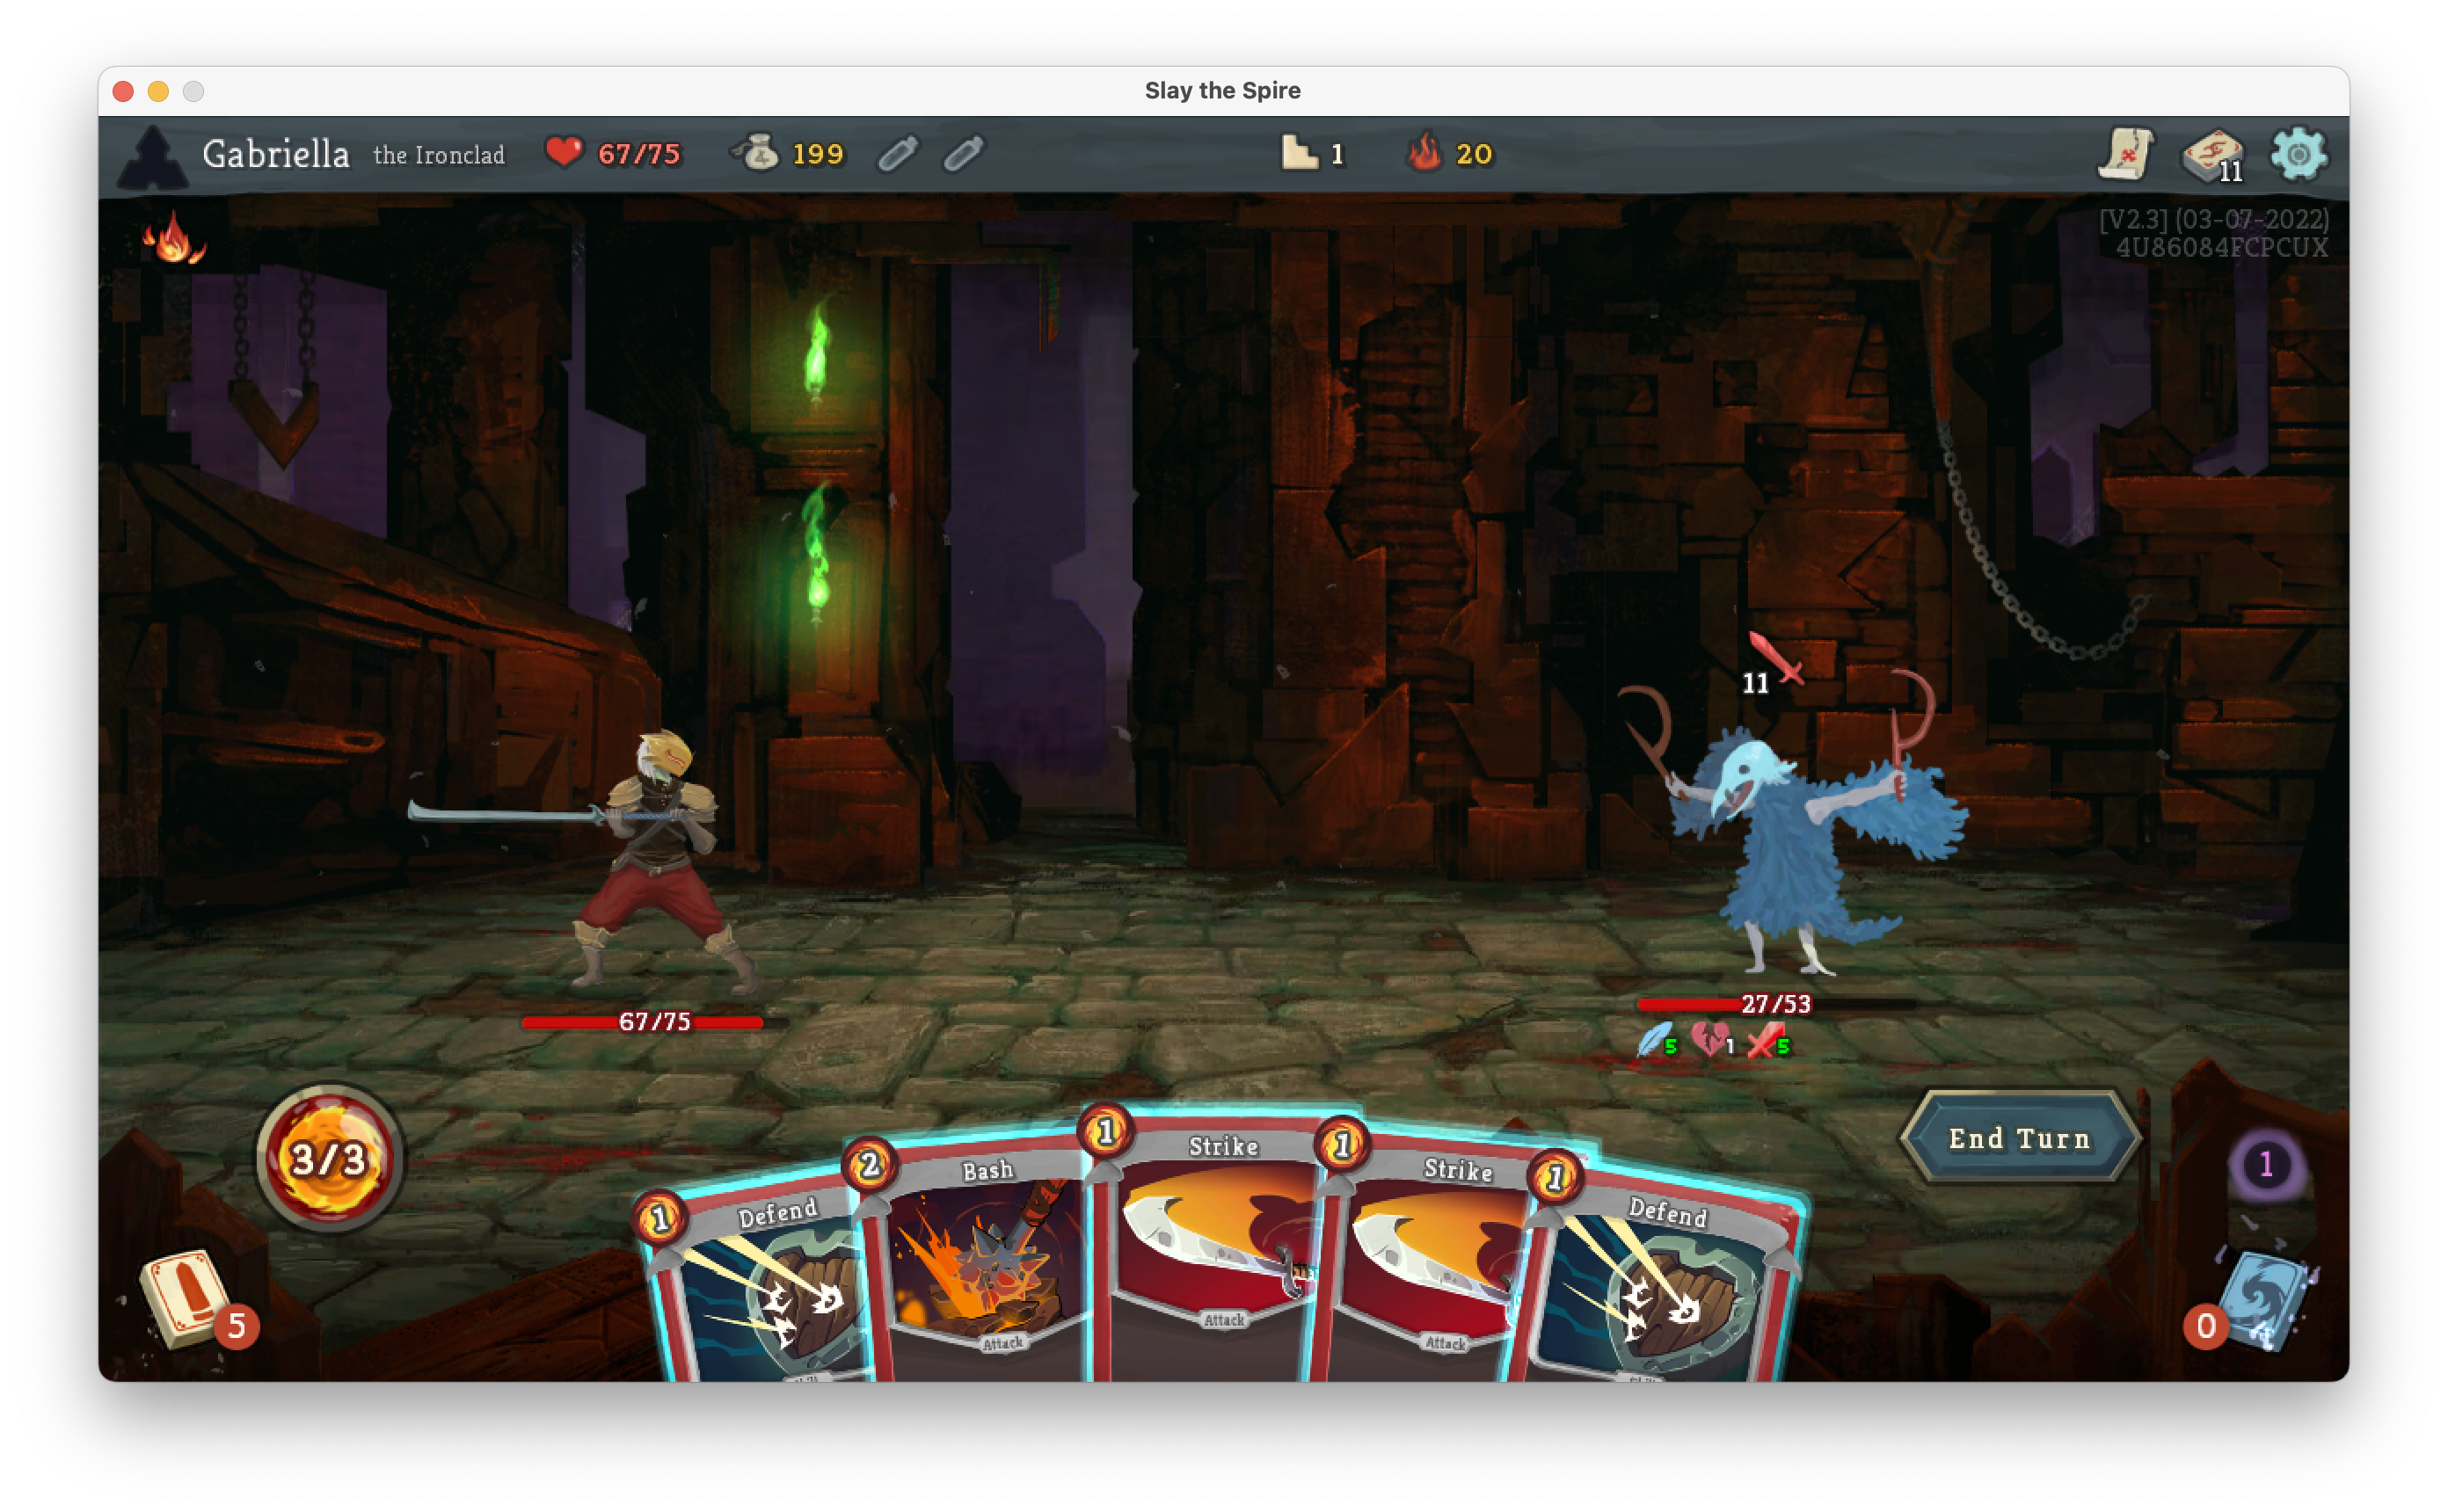 Slay the Spire
Gabriella the Ironclad 67/75 4 199 1 20 11
[V2.3] (03-07-2022)
4U86084FCPCUX
11
67/75
27/53
5 1 5
3/3
End Turn
1
1 Defend
2 Bash
1 Strike
1 Strike
1 Defend
Attack
Attack
Attack
5
0